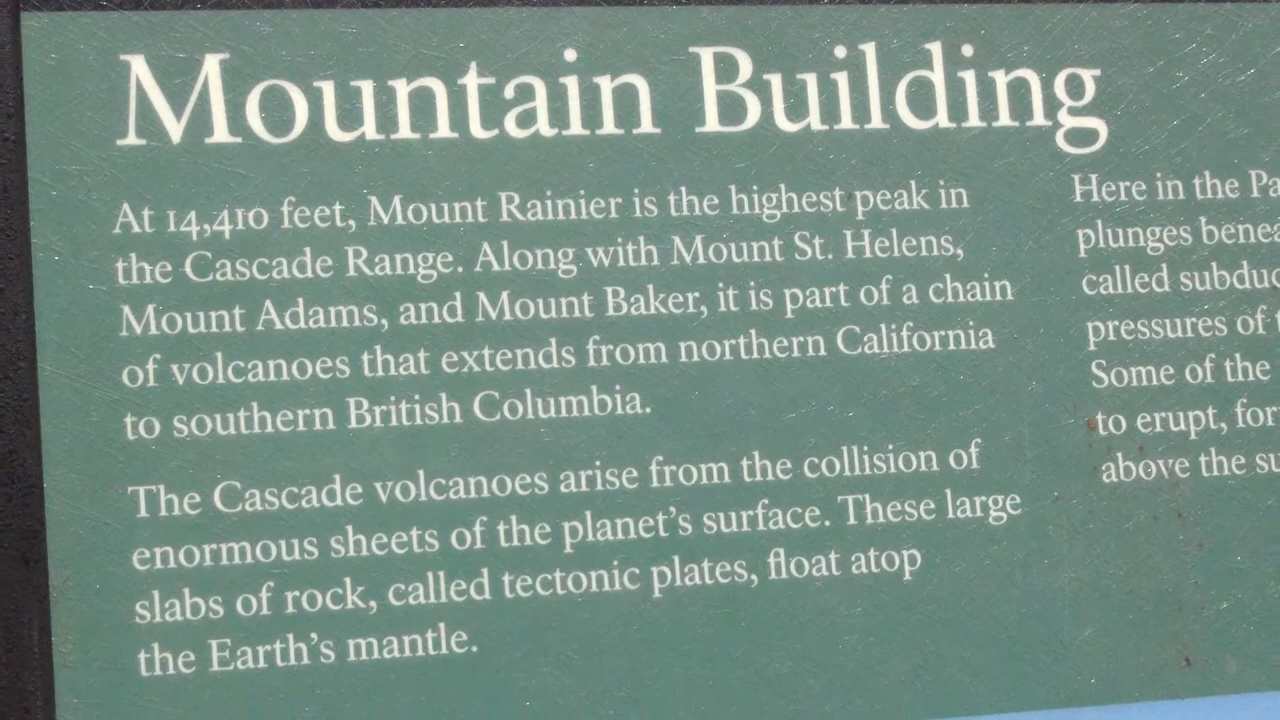 Mountain Building
At 14,410 feet, Mount Rainier is the highest peak in
the Cascade Range. Along with Mount St. Helens,
Mount Adams, and Mount Baker, it is part of a chain
of volcanoes that extends from northern California
to southern British Columbia.
The Cascade volcanoes arise from the collision of
enormous sheets of the planet's surface. These large
slabs of rock, called tectonic plates, float atop
the Earth's mantle.
Here in the
plunges
called
pressures of
Some of the
to erupt,
above the